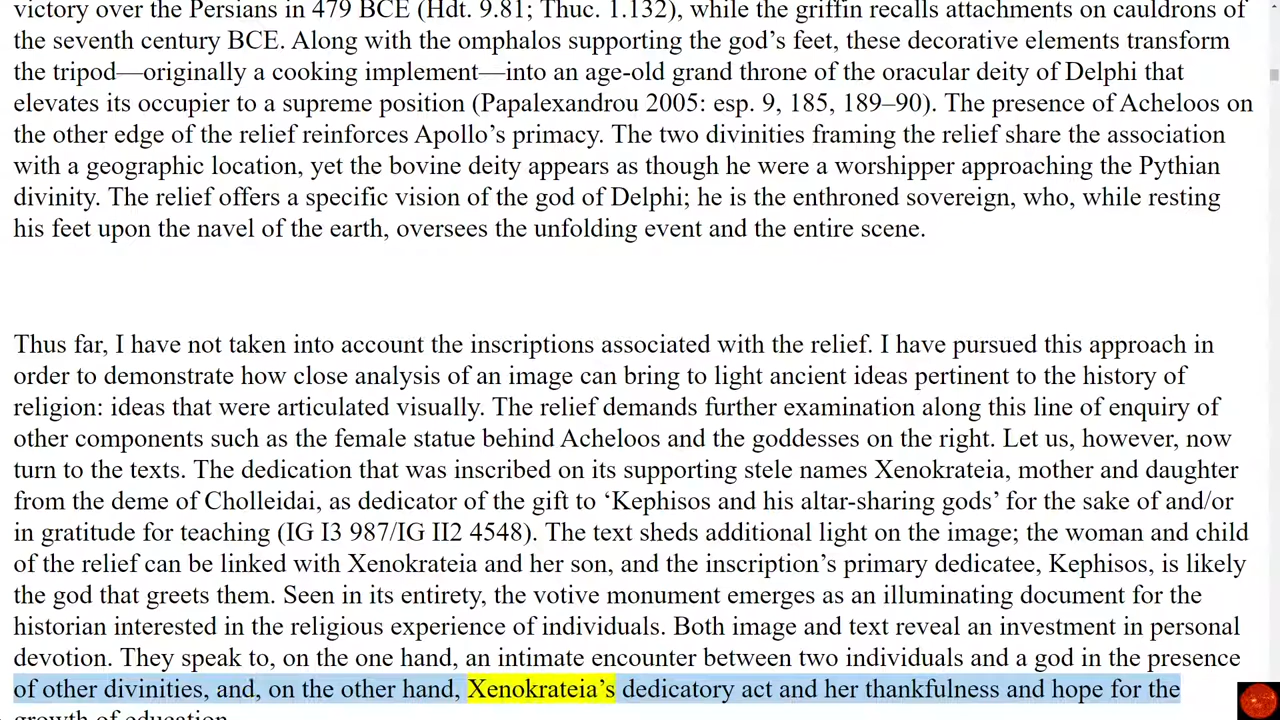 victory over the Persians in 479 BCE (Hdt. 9.81; Thuc. 1.132), while the griffin recalls attachments on cauldrons of
the seventh century BCE. Along with the omphalos supporting the god’s feet, these decorative elements transform
the tripod—originally a cooking implement—into an age-old grand throne of the oracular deity of Delphi that
elevates its occupier to a supreme position (Papalexandrou 2005: esp. 9, 185, 189–90). The presence of Acheloos on
the other edge of the relief reinforces Apollo’s primacy. The two divinities framing the relief share the association
with a geographic location, yet the bovine deity appears as though he were a worshipper approaching the Pythian
divinity. The relief offers a specific vision of the god of Delphi; he is the enthroned sovereign, who, while resting
his feet upon the navel of the earth, oversees the unfolding event and the entire scene.
Thus far, I have not taken into account the inscriptions associated with the relief. I have pursued this approach in
order to demonstrate how close analysis of an image can bring to light ancient ideas pertinent to the history of
religion: ideas that were articulated visually. The relief demands further examination along this line of enquiry of
other components such as the female statue behind Acheloos and the goddesses on the right. Let us, however, now
turn to the texts. The dedication that was inscribed on its supporting stele names Xenokrateia, mother and daughter
from the deme of Cholleidai, as dedicator of the gift to ‘Kephisos and his altar-sharing gods’ for the sake of and/or
in gratitude for teaching (IG I3 987/IG II2 4548). The text sheds additional light on the image; the woman and child
of the relief can be linked with Xenokrateia and her son, and the inscription’s primary dedicatee, Kephisos, is likely
the god that greets them. Seen in its entirety, the votive monument emerges as an illuminating document for the
historian interested in the religious experience of individuals. Both image and text reveal an investment in personal
devotion. They speak to, on the one hand, an intimate encounter between two individuals and a god in the presence
of other divinities, and, on the other hand, Xenokrateia’s dedicatory act and her thankfulness and hope for the
growth of education.